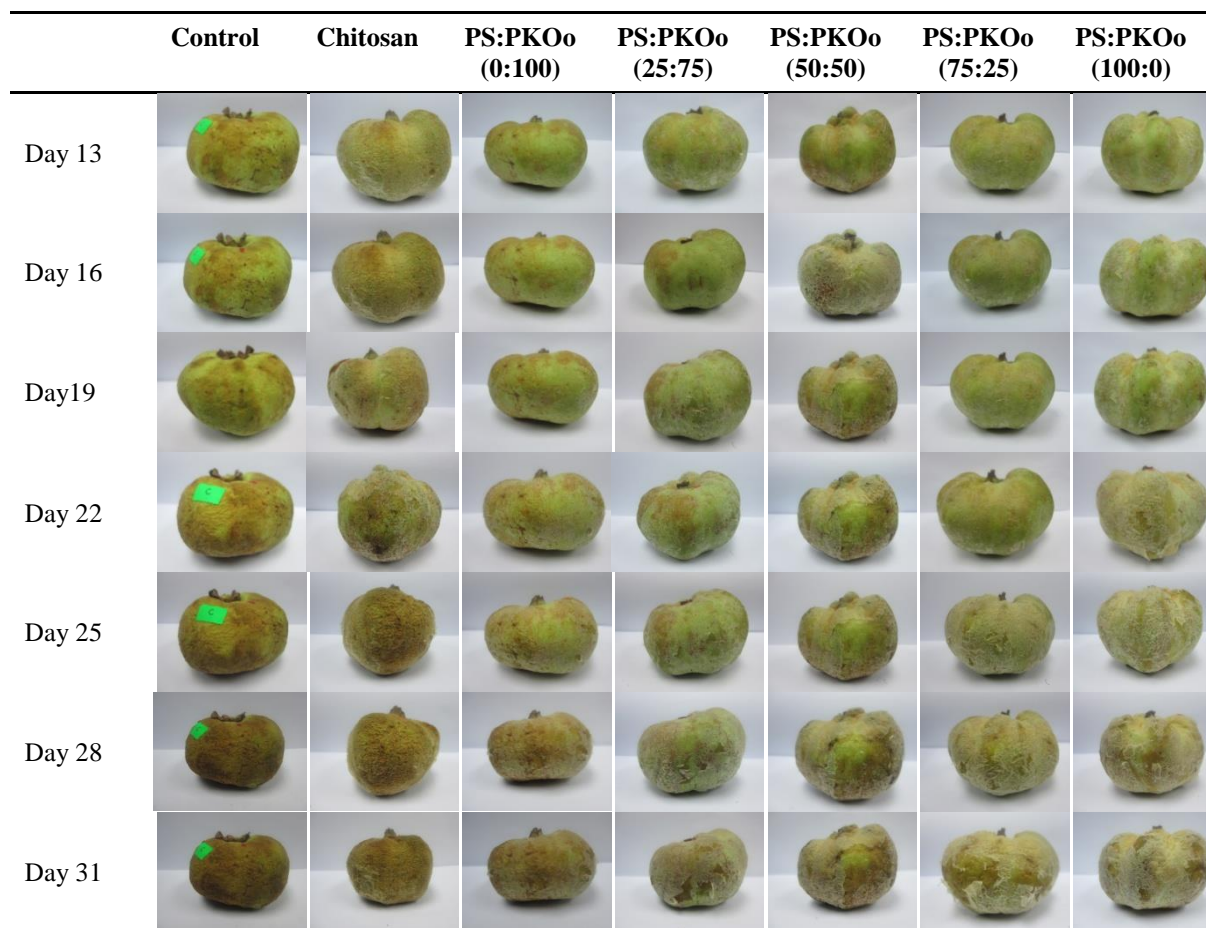 Control Chitosan PS:PKOo PS:PKOo PS:PKOo PS:PKOo PS:PKOo
(0:100) (25:75) (50:50) (75:25) (100:0)
Day 13
Day 16
Day19
Day 22
C
Day 25
C
Day 28
Day 31